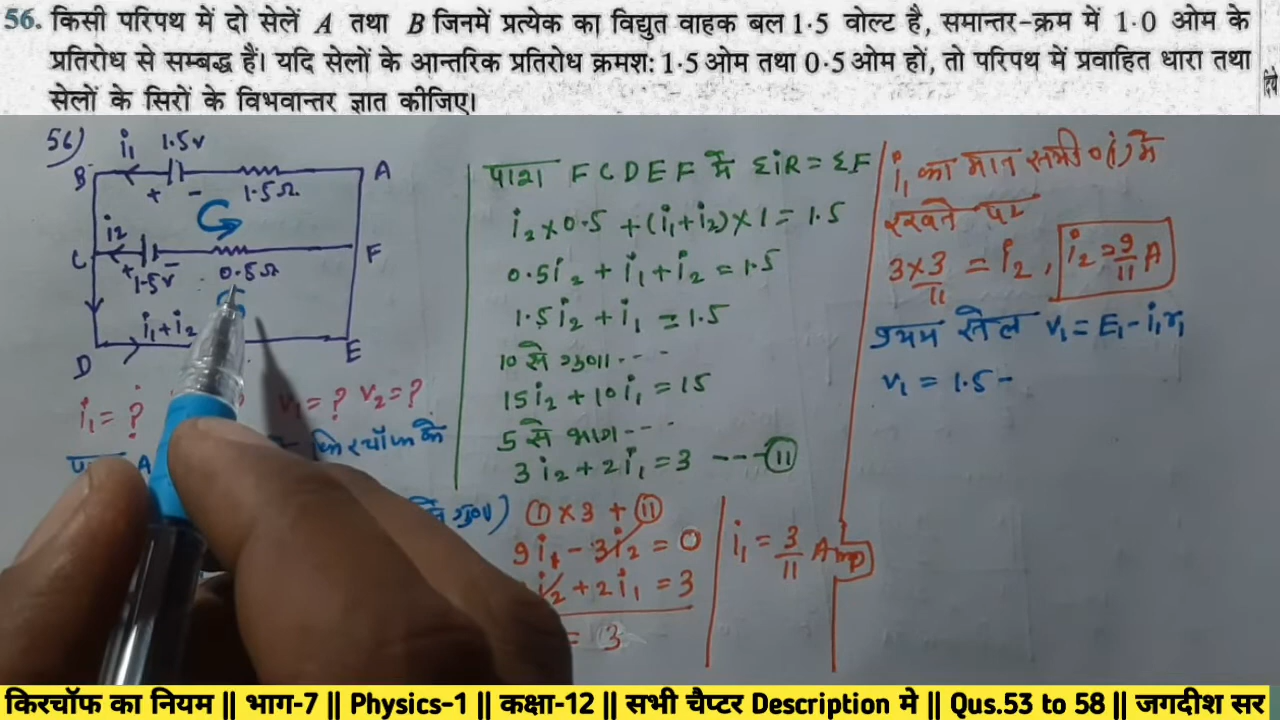 56. किसी परिपथ में दो सेलें A तथा B जिनमें प्रत्येक का विद्युत वाहक बल 1·5 वोल्ट है, समान्तर-क्रम में 1·0 ओम के
प्रतिरोध से सम्बद्ध हैं। यदि सेलों के आन्तरिक प्रतिरोध क्रमश: 1·5 ओम तथा 0·5 ओम हों, तो परिपथ में प्रवाहित धारा तथा
सेलों के सिरों के विभवान्तर ज्ञात कीजिए।
56)
i₁ 1.5v
B A
+ -
1.5Ω
i₂
C F
+ -
1.5v 0.5Ω
i₁+i₂
D E
i₁ = ? v₁ = ? v₂ = ?
किरचॉफ के
पाश FCDEF में ΣiR = ΣE
i₂×0.5 + (i₁+i₂)×1 = 1.5
0.5i₂ + i₁ + i₂ = 1.5
1.5i₂ + i₁ = 1.5
10 से गुणा---
15i₂ + 10i₁ = 15
5 से भाग---
3i₂ + 2i₁ = 3 ---(11)
(1)×3 + (11)
9i₁ - 3i₂ = 0
i₂ + 2i₁ = 3
= 3
i₁ = 3/11 Amp
i₁ का मान समी० (i) में
रखने पर
3×3/11 = i₂, i₂ = 9/11 A
प्रथम सेल v₁ = E₁ - i₁r₁
v₁ = 1.5 -
किरचॉफ का नियम || भाग-7 || Physics-1 || कक्षा-12 || सभी चैप्टर Description मे || Qus.53 to 58 || जगदीश सर